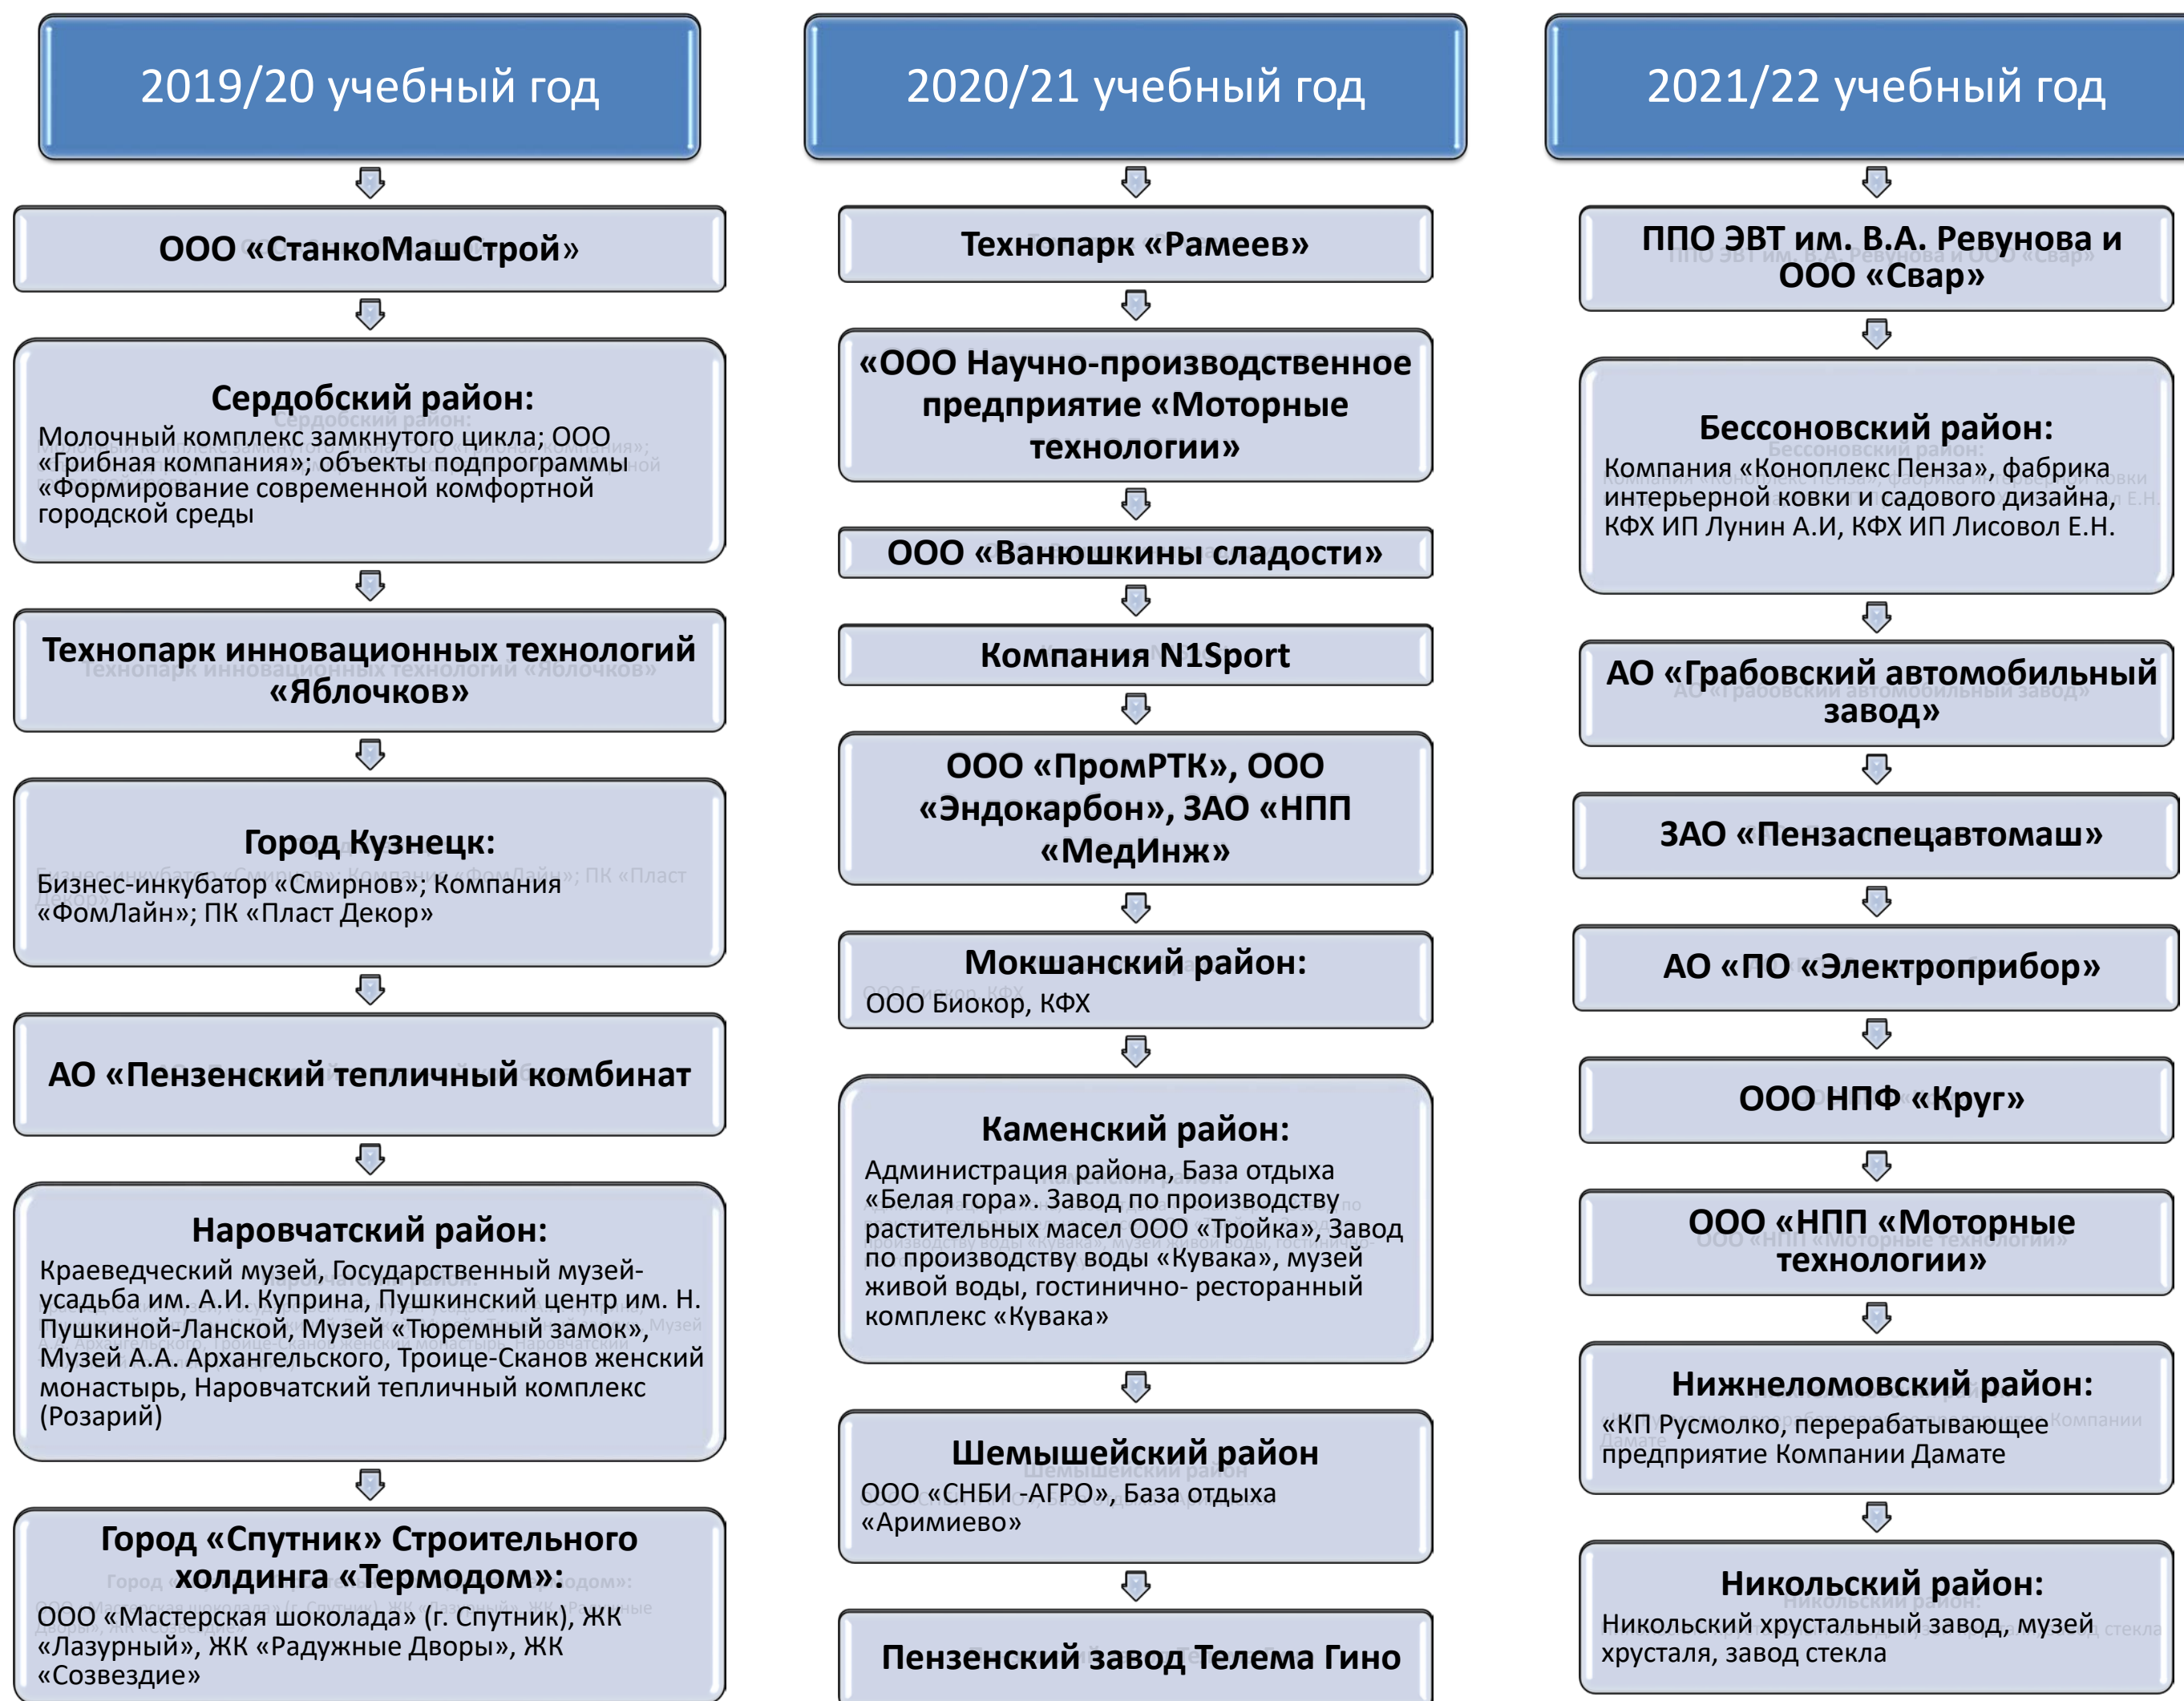 2019/20 учебный год
ООО «СтанкоМашСтрой»
Сердобский район:
Молочный комплекс замкнутого цикла; ООО
«Грибная компания»; объекты подпрограммы
«Формирование современной комфортной
городской среды
Технопарк инновационных технологий
«Яблочков»
Город Кузнецк:
Бизнес-инкубатор «Смирнов»; Компания
«ФомЛайн»; ПК «Пласт Декор»
АО «Пензенский тепличный комбинат
Наровчатский район:
Краеведческий музей, Государственный музей-
усадьба им. А.И. Куприна, Пушкинский центр им. Н.
Пушкиной-Ланской, Музей «Тюремный замок»,
Музей А.А. Архангельского, Троице-Сканов женский
монастырь, Наровчатский тепличный комплекс
(Розарий)
Город «Спутник» Строительного
холдинга «Термодом»:
ООО «Мастерская шоколада» (г. Спутник), ЖК
«Лазурный», ЖК «Радужные Дворы», ЖК
«Созвездие»
2020/21 учебный год
Технопарк «Рамеев»
«ООО Научно-производственное
предприятие «Моторные
технологии»
ООО «Ванюшкины сладости»
Компания N1Sport
ООО «ПромРТК», ООО
«Эндокарбон», ЗАО «НПП
«МедИнж»
Мокшанский район:
ООО Биокор, КФХ
Каменский район:
Администрация района, База отдыха
«Белая гора». Завод по производству
растительных масел ООО «Тройка», Завод
по производству воды «Кувака», музей
живой воды, гостинично- ресторанный
комплекс «Кувака»
Шемышейский район
ООО «СНБИ -АГРО», База отдыха
«Аримиево»
Пензенский завод Телема Гино
2021/22 учебный год
ППО ЭВТ им. В.А. Ревунова и
ООО «Свар»
Бессоновский район:
Компания «Коноплекс Пенза», фабрика
интерьерной ковки и садового дизайна,
КФХ ИП Лунин А.И, КФХ ИП Лисовол Е.Н.
АО «Грабовский автомобильный
завод»
ЗАО «Пензаспецавтомаш»
АО «ПО «Электроприбор»
ООО НПФ «Круг»
ООО «НПП «Моторные
технологии»
Нижнеломовский район:
«КП Русмолко, перерабатывающее
предприятие Компании Дамате
Никольский район:
Никольский хрустальный завод, музей
хрусталя, завод стекла